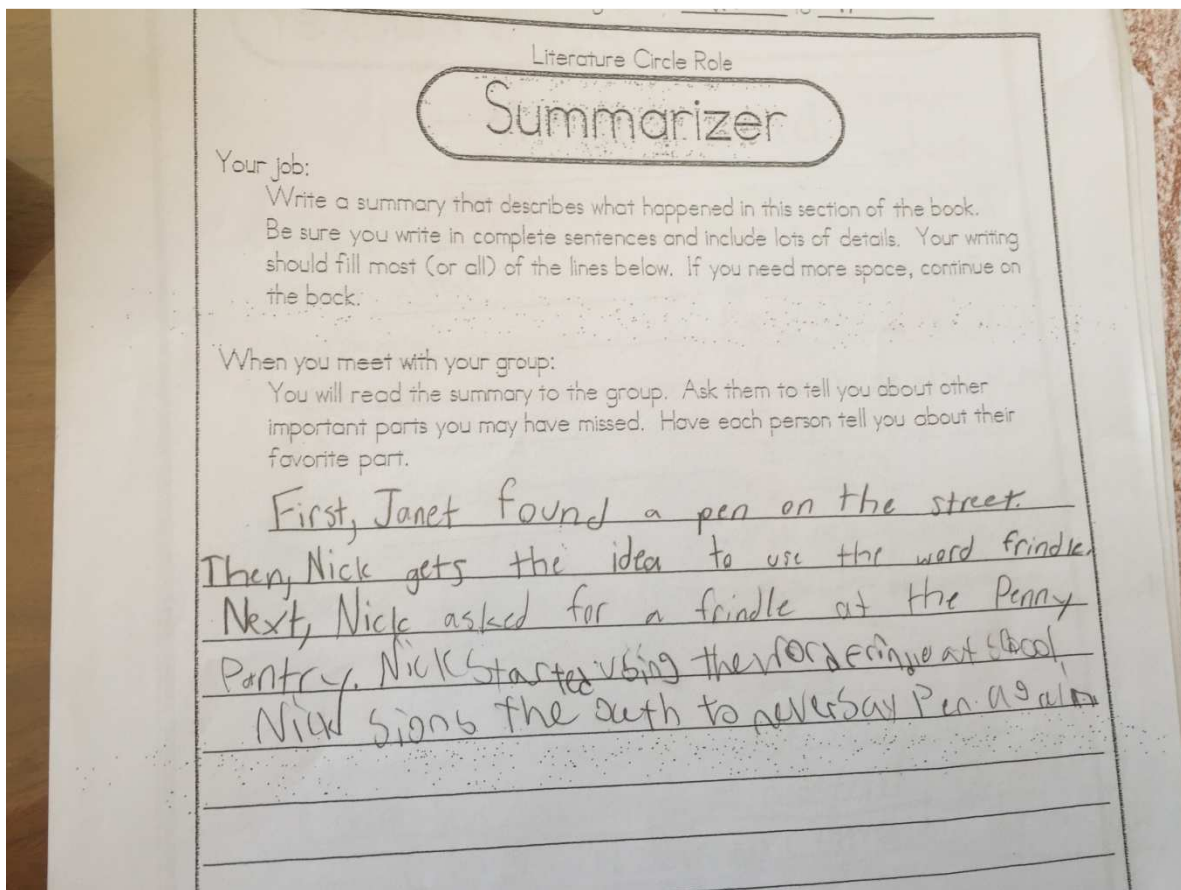 Literature Circle Role
Summarizer
Your job:
Write a summary that describes what happened in this section of the book.
Be sure you write in complete sentences and include lots of details. Your writing
should fill most (or all) of the lines below. If you need more space, continue on
the back.
When you meet with your group:
You will read the summary to the group. Ask them to tell you about other
important parts you may have missed. Have each person tell you about their
favorite part.
First, Janet found a pen on the street.
Then, Nick gets the idea to use the word frindle.
Next, Nick asked for a frindle at the Penny
Pantry. Nick Started using the word at
Nick signs the oath to never Say Pen again